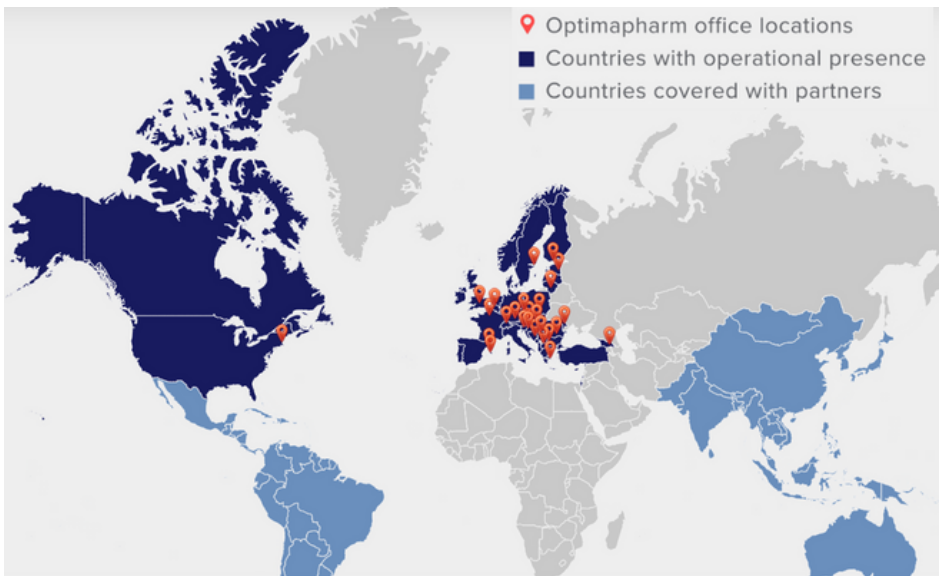 Optimapharm office locations
Countries with operational presence
Countries covered with partners